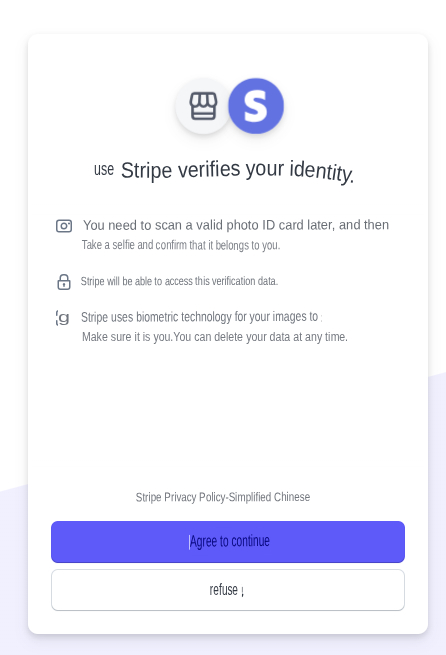 S
use Stripe verifies your identity.
You need to scan a valid photo ID card later, and then
Take a selfie and confirm that it belongs to you.
Stripe will be able to access this verification data.
Stripe uses biometric technology for your images to
Make sure it is you.You can delete your data at any time.
Stripe Privacy Policy-Simplified Chinese
Agree to continue
refuse